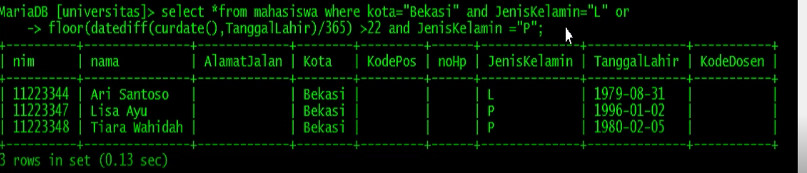 MariaDB [universitas]> select *from mahasiswa where kota="Bekasi" and JenisKelamin="L" or
-> floor(datediff(curdate(),TanggalLahir)/365) >22 and JenisKelamin ="P";
| nim | nama | AlamatJalan | Kota | KodePos | noHp | JenisKelamin | TanggalLahir | KodeDosen |
| 11223344 | Ari Santoso | | Bekasi | | | L | 1979-08-31 | |
| 11223347 | Lisa Ayu | | Bekasi | | | P | 1996-01-02 | |
| 11223348 | Tiara Wahidah | | Bekasi | | | P | 1980-02-05 | |
3 rows in set (0.13 sec)